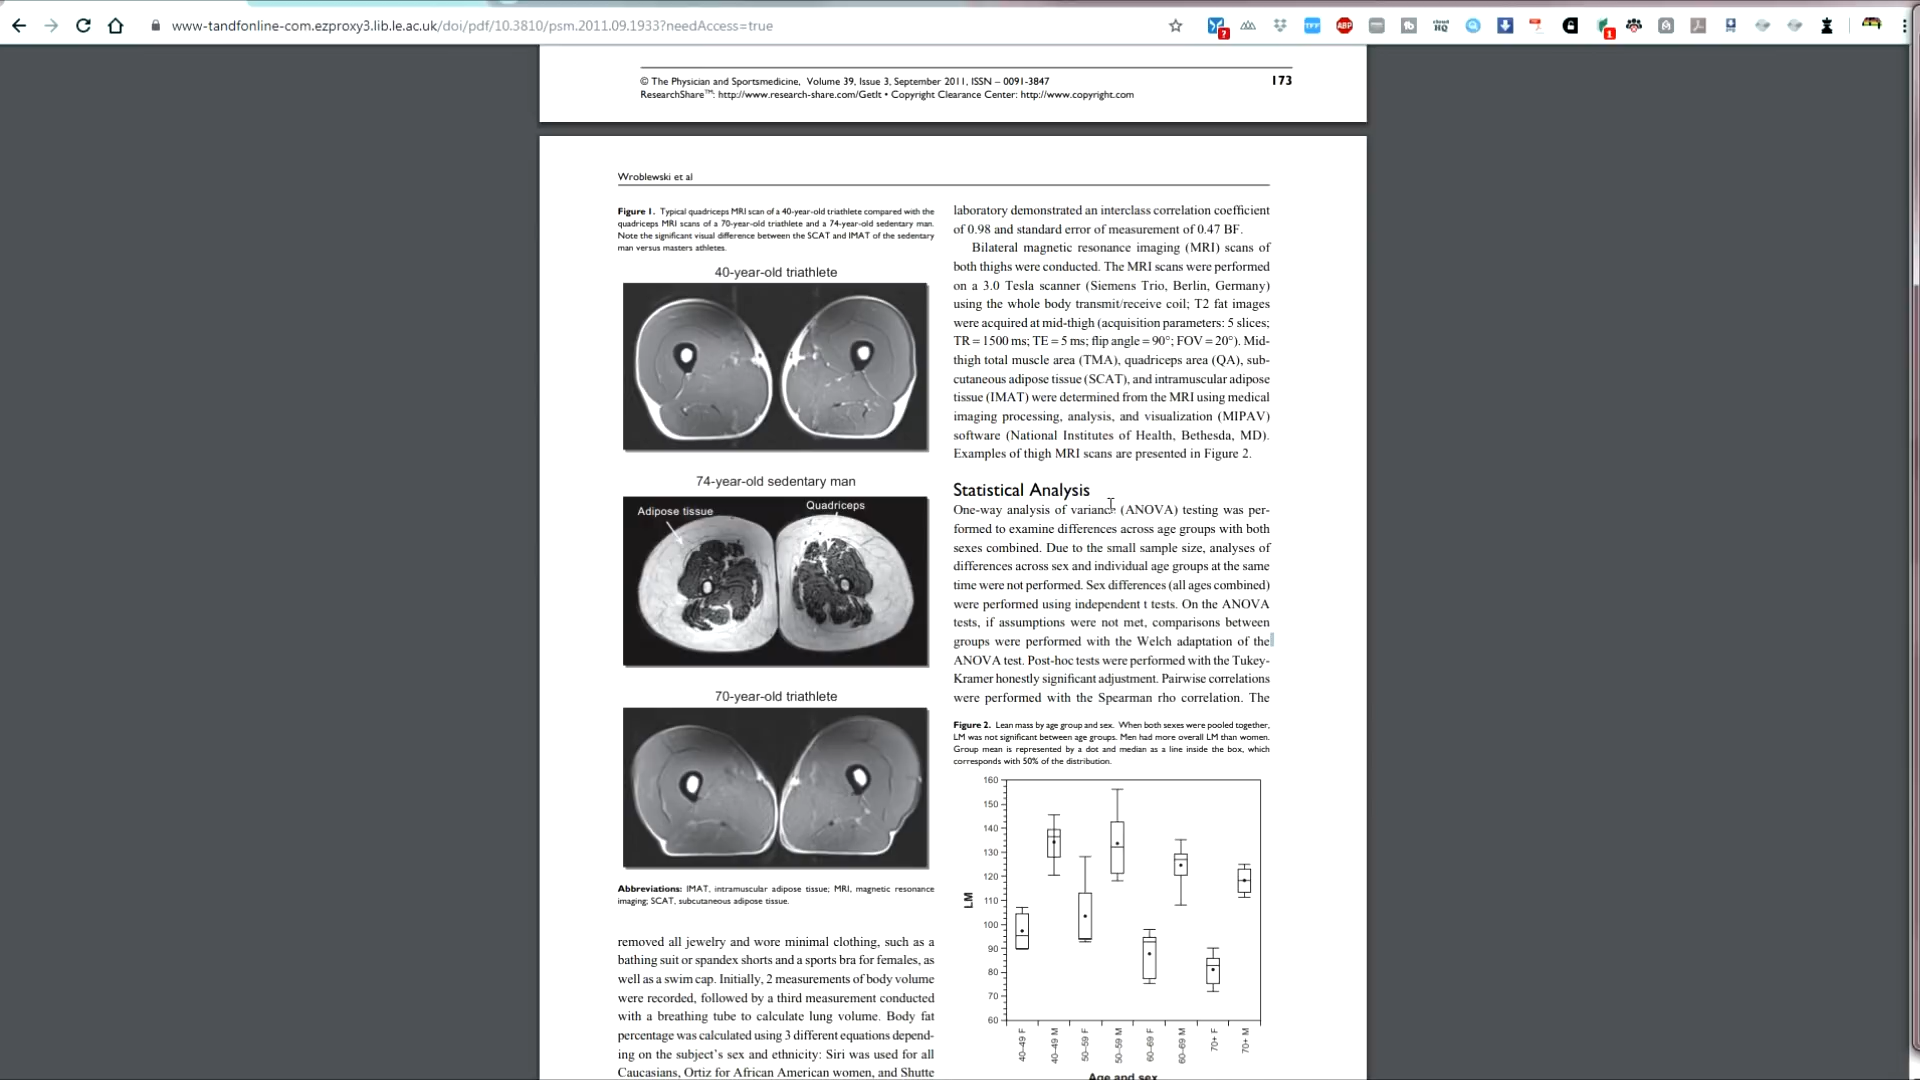 www-tandfonline-com.ezproxy3.lib.le.ac.uk/doi/pdf/10.3810/psm.2011.09.1933?needAccess=true
© The Physician and Sportsmedicine, Volume 39, Issue 3, September 2011, ISSN – 0091-3847
173
ResearchShare™: http://www.research-share.com/GetIt • Copyright Clearance Center: http://www.copyright.com
Wroblewski et al
Figure 1. Typical quadriceps MRI scan of a 40-year-old triathlete compared with the
quadriceps MRI scans of a 70-year-old triathlete and a 74-year-old sedentary man.
Note the significant visual difference between the SCAT and IMAT of the sedentary
man versus masters athletes.
40-year-old triathlete
74-year-old sedentary man
Adipose tissue
Quadriceps
70-year-old triathlete
Abbreviations: IMAT, intramuscular adipose tissue; MRI, magnetic resonance
imaging; SCAT, subcutaneous adipose tissue.
removed all jewelry and wore minimal clothing, such as a
bathing suit or spandex shorts and a sports bra for females, as
well as a swim cap. Initially, 2 measurements of body volume
were recorded, followed by a third measurement conducted
with a breathing tube to calculate lung volume. Body fat
percentage was calculated using 3 different equations depend-
ing on the subject's sex and ethnicity: Siri was used for all
Caucasians, Ortiz for African American women, and Shutte
laboratory demonstrated an interclass correlation coefficient
of 0.98 and standard error of measurement of 0.47 BF.
Bilateral magnetic resonance imaging (MRI) scans of
both thighs were conducted. The MRI scans were performed
on a 3.0 Tesla scanner (Siemens Trio, Berlin, Germany)
using the whole body transmit/receive coil; T2 fat images
were acquired at mid-thigh (acquisition parameters: 5 slices;
TR = 1500 ms; TE = 5 ms; flip angle = 90°; FOV = 20°). Mid-
thigh total muscle area (TMA), quadriceps area (QA), sub-
cutaneous adipose tissue (SCAT), and intramuscular adipose
tissue (IMAT) were determined from the MRI using medical
imaging processing, analysis, and visualization (MIPAV)
software (National Institutes of Health, Bethesda, MD).
Examples of thigh MRI scans are presented in Figure 2.
Statistical Analysis
One-way analysis of variance (ANOVA) testing was per-
formed to examine differences across age groups with both
sexes combined. Due to the small sample size, analyses of
differences across sex and individual age groups at the same
time were not performed. Sex differences (all ages combined)
were performed using independent t tests. On the ANOVA
tests, if assumptions were not met, comparisons between
groups were performed with the Welch adaptation of the
ANOVA test. Post-hoc tests were performed with the Tukey-
Kramer honestly significant adjustment. Pairwise correlations
were performed with the Spearman rho correlation. The
Figure 2. Lean mass by age group and sex. When both sexes were pooled together,
LM was not significant between age groups. Men had more overall LM than women.
Group mean is represented by a dot and median as a line inside the box, which
corresponds with 50% of the distribution.
160
150
140
130
120
110
100
90
80
70
60
LM
40–49 F
40–49 M
50–59 F
50–59 M
60–69 F
60–69 M
70+ F
70+ M
Age and sex